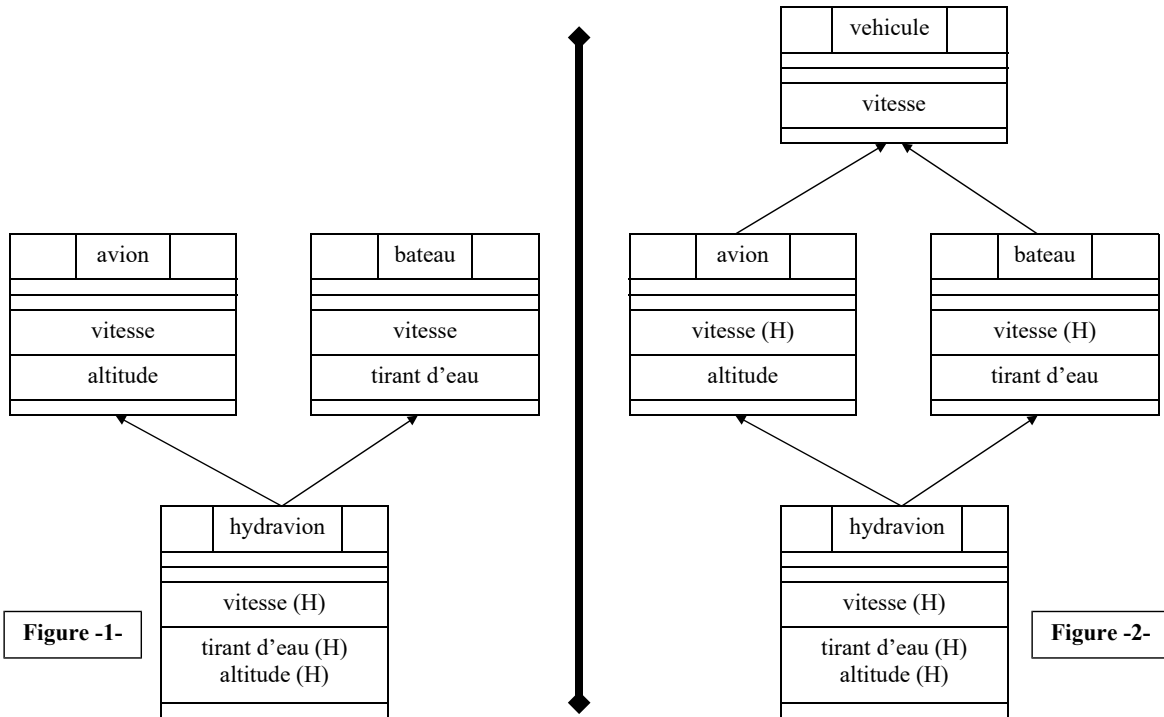 vehicule
vitesse
avion
bateau
vitesse
vitesse
altitude
tirant d’eau
hydravion
vitesse (H)
tirant d’eau (H)
altitude (H)
Figure -1-
avion
bateau
vitesse (H)
vitesse (H)
altitude
tirant d’eau
hydravion
vitesse (H)
tirant d’eau (H)
altitude (H)
Figure -2-